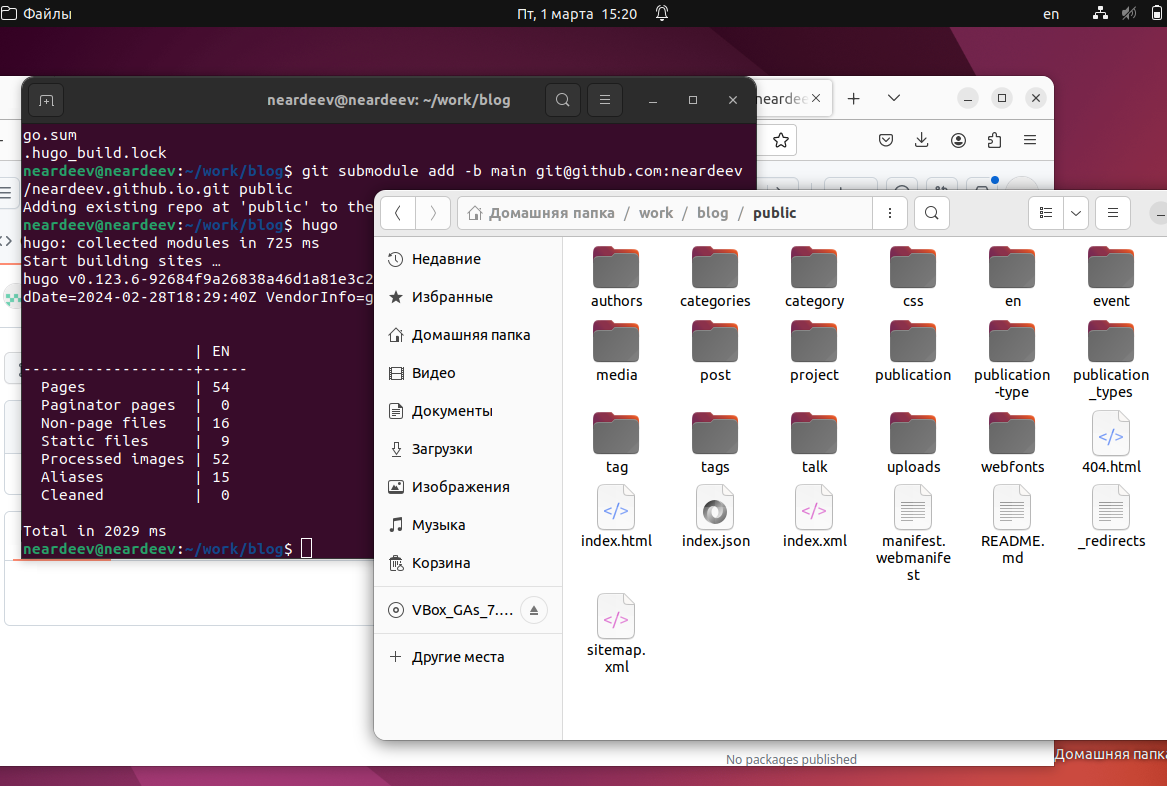 Файлы
Пт, 1 марта 15:20
en
neardeev@neardeev: ~/work/blog
go.sum
.hugo_build.lock
neardeev@neardeev:~/work/blog$ git submodule add -b main git@github.com:neardeev
/neardeev.github.io.git public
Adding existing repo at 'public' to the
neardeev@neardeev:~/work/blog$ hugo
hugo: collected modules in 725 ms
Start building sites …
hugo v0.123.6-92684f9a26838a46d1a81e3c2
dDate=2024-02-28T18:29:40Z VendorInfo=g
| EN
-------------------+-----
Pages | 54
Paginator pages | 0
Non-page files | 16
Static files | 9
Processed images | 52
Aliases | 15
Cleaned | 0
Total in 2029 ms
neardeev@neardeev:~/work/blog$
Домашняя папка / work / blog / public
Недавние
Избранные
Домашняя папка
Видео
Документы
Загрузки
Изображения
Музыка
Корзина
VBox_GAs_7....
Другие места
authors
categories
category
css
en
event
media
post
project
publication
publication
-type
publication
_types
tag
tags
talk
uploads
webfonts
404.html
index.html
index.json
index.xml
manifest.
webmanife
st
README.
md
_redirects
sitemap.
xml
No packages published
Домашняя папка